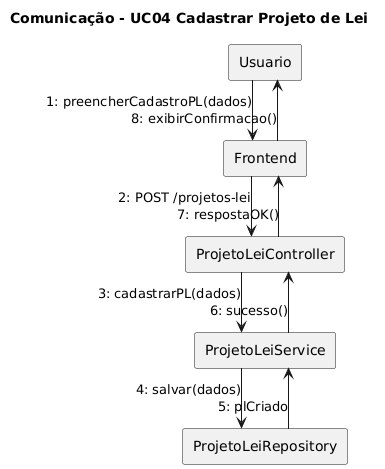 Comunicação - UC04 Cadastrar Projeto de Lei
Usuario
1: preencherCadastroPL(dados)
8: exibirConfirmacao()
Frontend
2: POST /projetos-lei
7: respostaOK()
ProjetoLeiController
3: cadastrarPL(dados)
6: sucesso()
ProjetoLeiService
4: salvar(dados)
5: plCriado
ProjetoLeiRepository